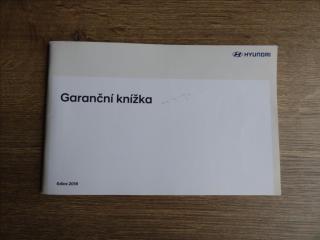 HYUNDAI
Garanční knížka
Edice 2018